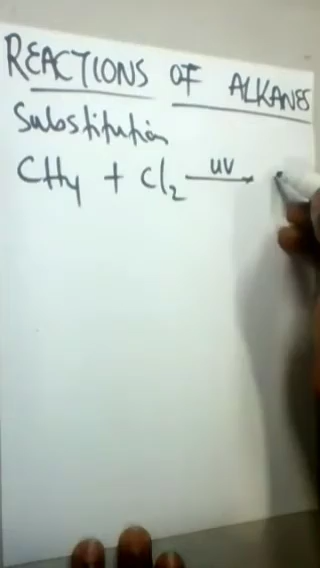 REACTIONS OF ALKANES
Substitution
CH4 + Cl2 uv→